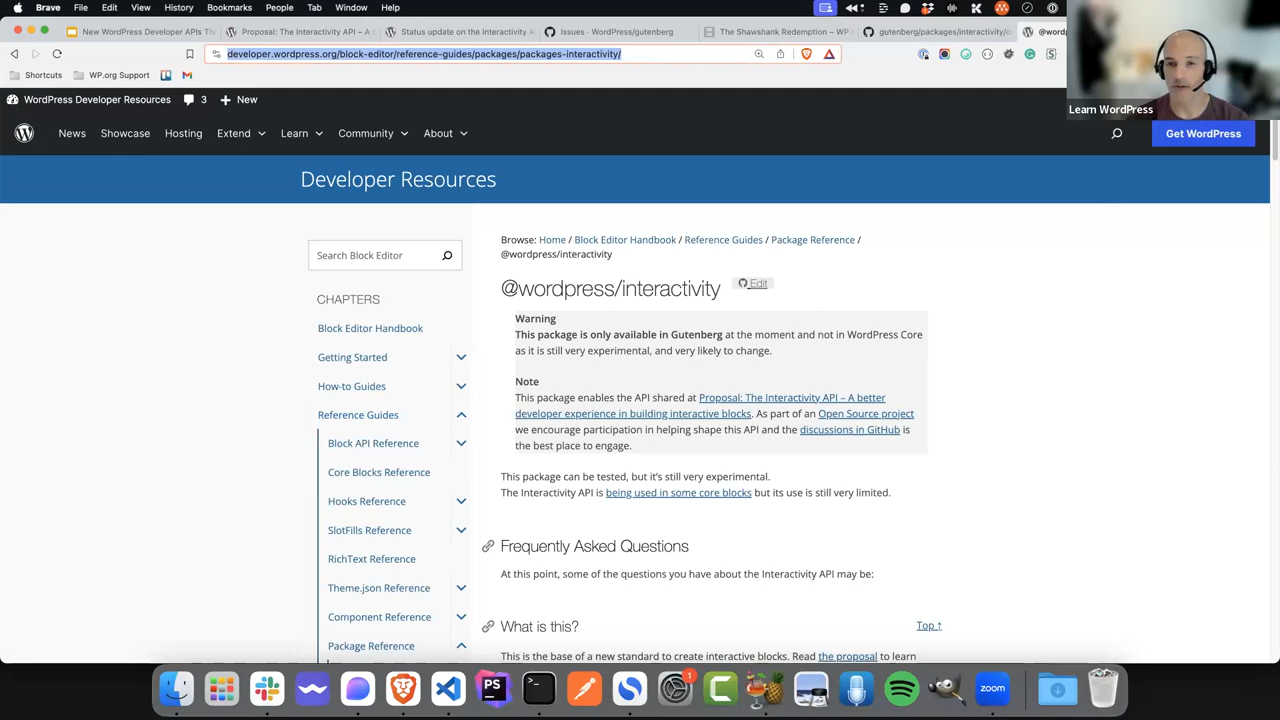 Brave File Edit View History Bookmarks People Tab Window Help
New WordPress Developer APIs Th
Proposal: The Interactivity API – A b
Status update on the Interactivity A
Issues · WordPress/gutenberg
The Shawshank Redemption – WP
gutenberg/packages/interactivity/d
@wordp
developer.wordpress.org/block-editor/reference-guides/packages/packages-interactivity/
Shortcuts WP.org Support
Learn WordPress
WordPress Developer Resources 3 New
News Showcase Hosting Extend Learn Community About
Get WordPress
Developer Resources
Search Block Editor
CHAPTERS
Block Editor Handbook
Getting Started
How-to Guides
Reference Guides
Block API Reference
Core Blocks Reference
Hooks Reference
SlotFills Reference
RichText Reference
Theme.json Reference
Component Reference
Package Reference
Browse: Home / Block Editor Handbook / Reference Guides / Package Reference /
@wordpress/interactivity
@wordpress/interactivity Edit
Warning
This package is only available in Gutenberg at the moment and not in WordPress Core
as it is still very experimental, and very likely to change.
Note
This package enables the API shared at Proposal: The Interactivity API – A better
developer experience in building interactive blocks. As part of an Open Source project
we encourage participation in helping shape this API and the discussions in GitHub is
the best place to engage.
This package can be tested, but it's still very experimental.
The Interactivity API is being used in some core blocks but its use is still very limited.
Frequently Asked Questions
At this point, some of the questions you have about the Interactivity API may be:
What is this?
Top ↑
This is the base of a new standard to create interactive blocks. Read the proposal to learn
PS
1
zoom